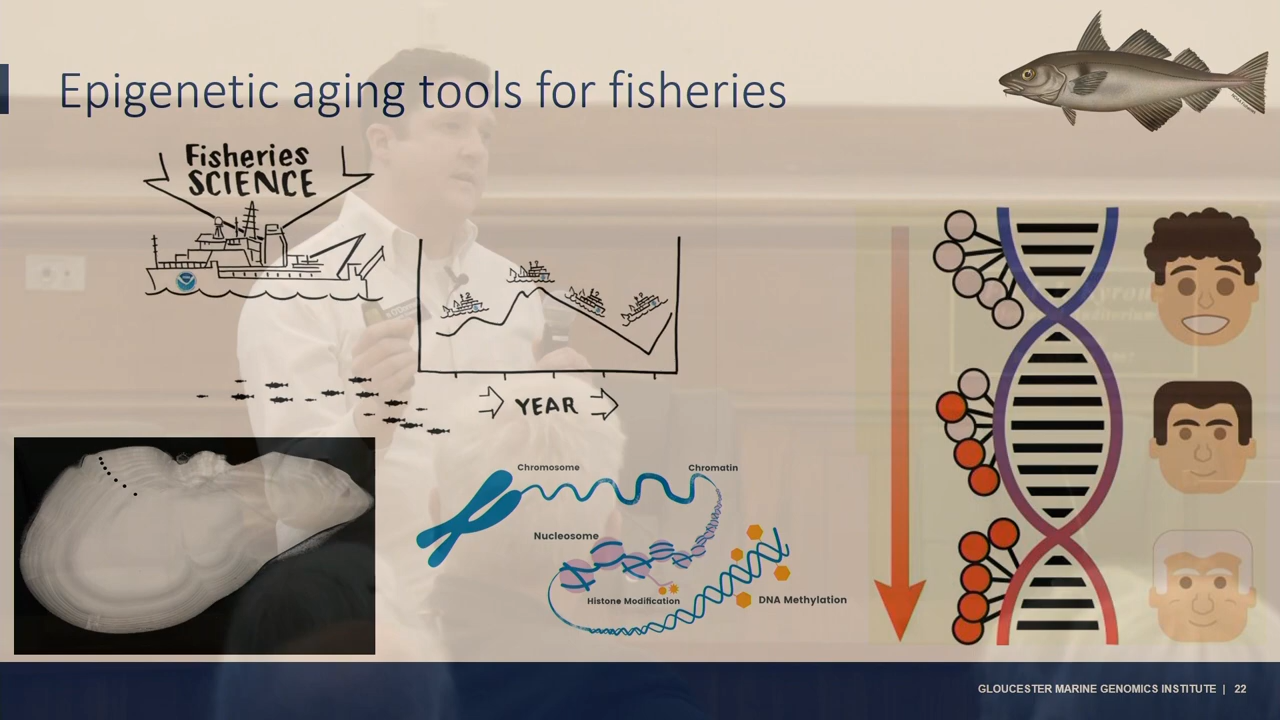 Epigenetic aging tools for fisheries
Fisheries
SCIENCE
YEAR
Chromosome
Chromatin
Nucleosome
Histone Modification
DNA Methylation
GLOUCESTER MARINE GENOMICS INSTITUTE | 22